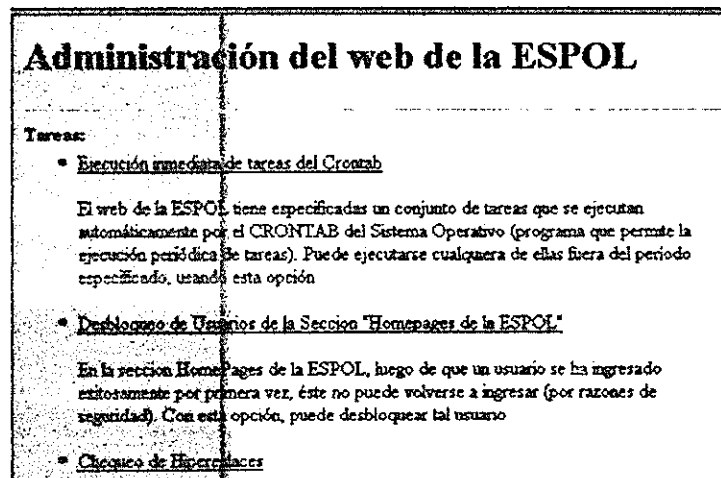 Administración del web de la ESPOL
Tareas:
• Ejecución inmediata de tareas del Crontab
El web de la ESPOL tiene especificadas un conjunto de tareas que se ejecutan
automáticamente por el CRONTAB del Sistema Operativo (programa que permite la
ejecución periódica de tareas). Puede ejecutarse cualquiera de ellas fuera del periodo
especificado, usando esta opción
• Desbloqueo de Usuarios de la Seccion "Homepages de la ESPOL"
En la seccion HomePages de la ESPOL, luego de que un usuario se ha ingresado
exitosamente por primera vez, éste no puede volverse a ingresar (por razones de
seguridad). Con esta opción, puede desbloquear tal usuario
• Chequeo de Hiperenlaces